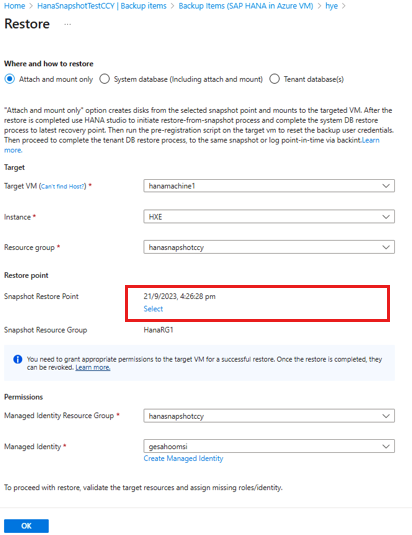 Home > HanaSnapshotTestCCY | Backup items > Backup Items (SAP HANA in Azure VM) > hye >
Restore ...
Where and how to restore
Attach and mount only System database (Including attach and mount) Tenant database(s)
"Attach and mount only" option creates disks from the selected snapshot point and mounts to the targeted VM. After the
restore is completed use HANA studio to initiate restore-from-snapshot process and complete the system DB restore
process to latest recovery point. Then run the pre-registration script on the target vm to reset the backup user credentials.
Then proceed to complete the tenant DB restore process, to the same snapshot or log point-in-time via backint.Learn
more.
Target
Target VM (Can't find Host?) * hanamachine1
Instance * HXE
Resource group * hanasnapshotccy
Restore point
Snapshot Restore Point 21/9/2023, 4:26:28 pm
Select
Snapshot Resource Group HanaRG1
You need to grant appropriate permissions to the target VM for a successful restore. Once the restore is completed, they
can be revoked. Learn more.
Permissions
Managed Identity Resource Group * hanasnapshotccy
Managed Identity * gesahoomsi
Create Managed Identity
To proceed with restore, validate the target resources and assign missing roles/identity.
OK